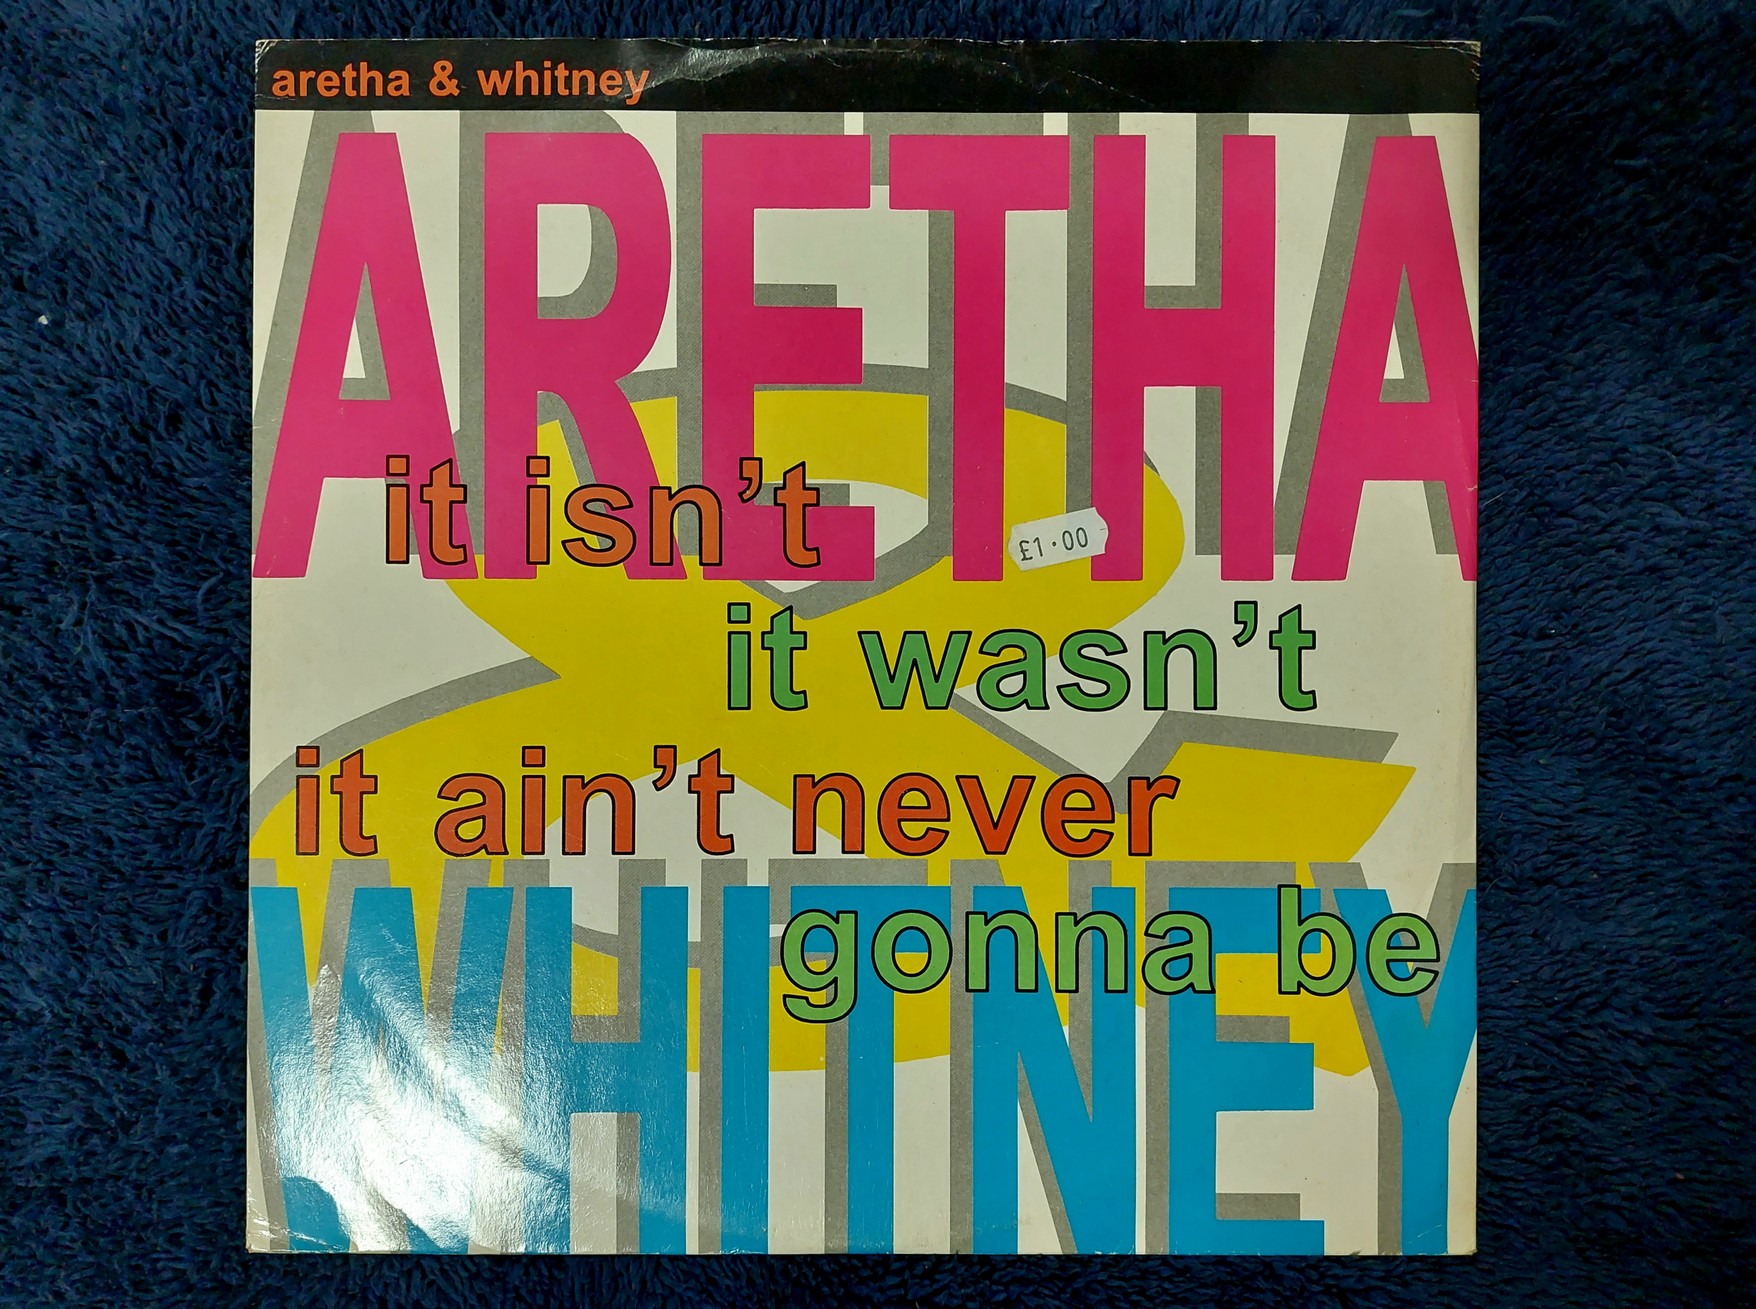 aretha & whitney
ARETHA
it isn't
£1.00
it wasn't
&
it ain't never
gonna be
WHITNEY